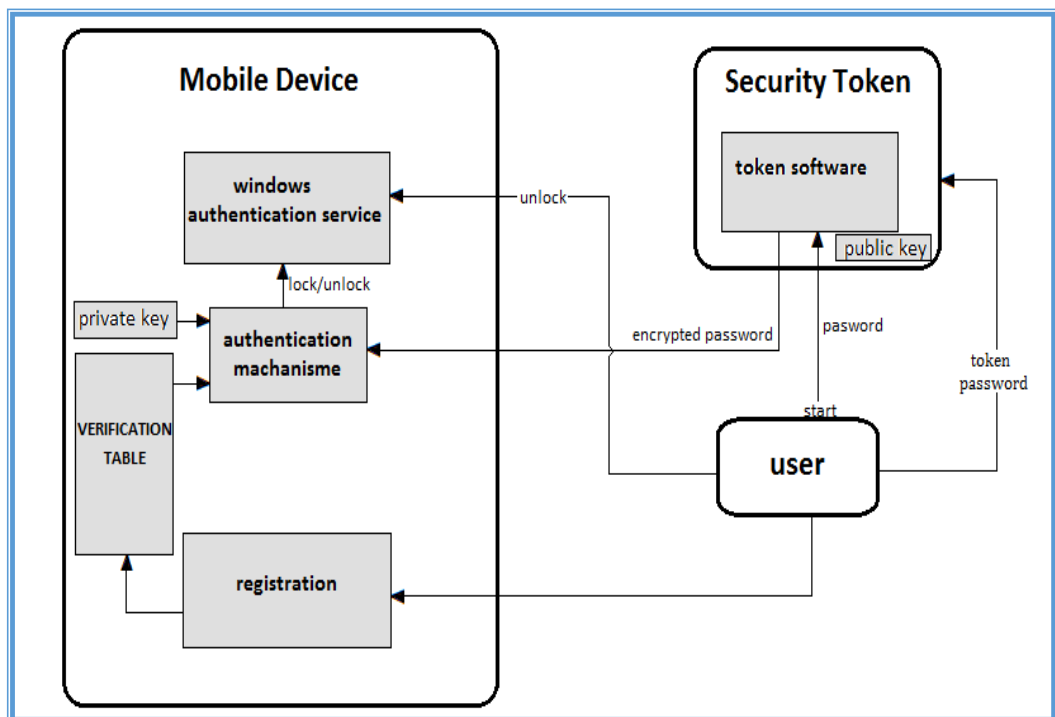 Mobile Device
Security Token
windows
authentication service
token software
public key
unlock
lock/unlock
private key
authentication
machanisme
encrypted password
pasword
token
password
VERIFICATION
TABLE
start
user
registration